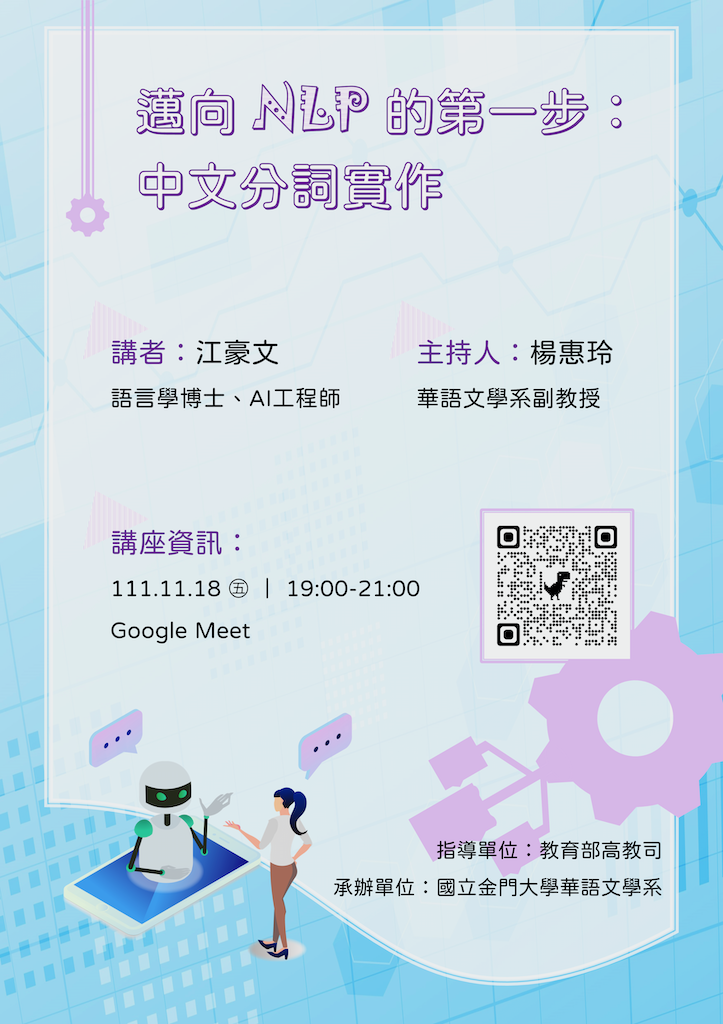 邁向 NLP 的第一步：
中文分詞實作
講者：江豪文
語言學博士、AI工程師
主持人：楊惠玲
華語文學系副教授
講座資訊：
111.11.18 ㊄ ｜ 19:00-21:00
Google Meet
指導單位：教育部高教司
承辦單位：國立金門大學華語文學系